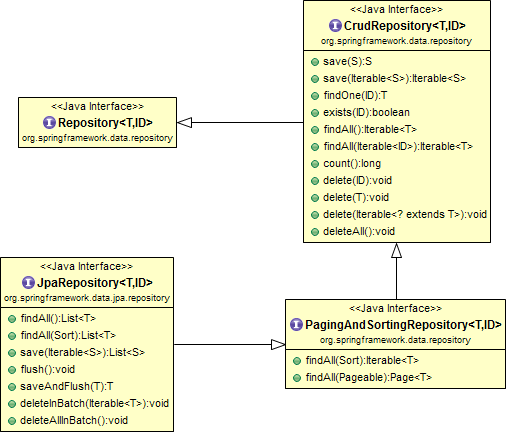 <<Java Interface>>
CrudRepository<T,ID>
org.springframework.data.repository
save(S):S
save(Iterable<S>):Iterable<S>
findOne(ID):T
exists(ID):boolean
findAll():Iterable<T>
findAll(Iterable<ID>):Iterable<T>
count():long
delete(ID):void
delete(T):void
delete(Iterable<? extends T>):void
deleteAll():void
<<Java Interface>>
Repository<T,ID>
org.springframework.data.repository
<<Java Interface>>
JpaRepository<T,ID>
org.springframework.data.jpa.repository
findAll():List<T>
findAll(Sort):List<T>
save(Iterable<S>):List<S>
flush():void
saveAndFlush(T):T
deleteInBatch(Iterable<T>):void
deleteAllInBatch():void
<<Java Interface>>
PagingAndSortingRepository<T,ID>
org.springframework.data.repository
findAll(Sort):Iterable<T>
findAll(Pageable):Page<T>